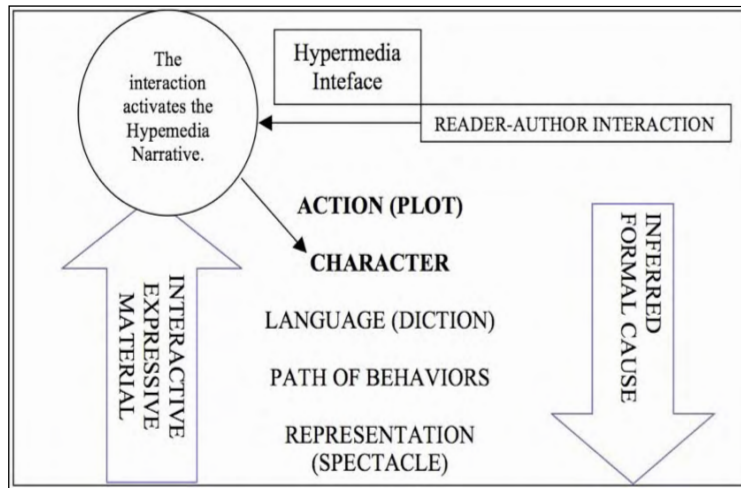 The
interaction
activates the
Hypemedia
Narrative.
Hypermedia
Inteface
READER-AUTHOR INTERACTION
ACTION (PLOT)
CHARACTER
LANGUAGE (DICTION)
PATH OF BEHAVIORS
REPRESENTATION
(SPECTACLE)
INTERACTIVE
EXPRESSIVE
MATERIAL
INFERRED
FORMAL CAUSE